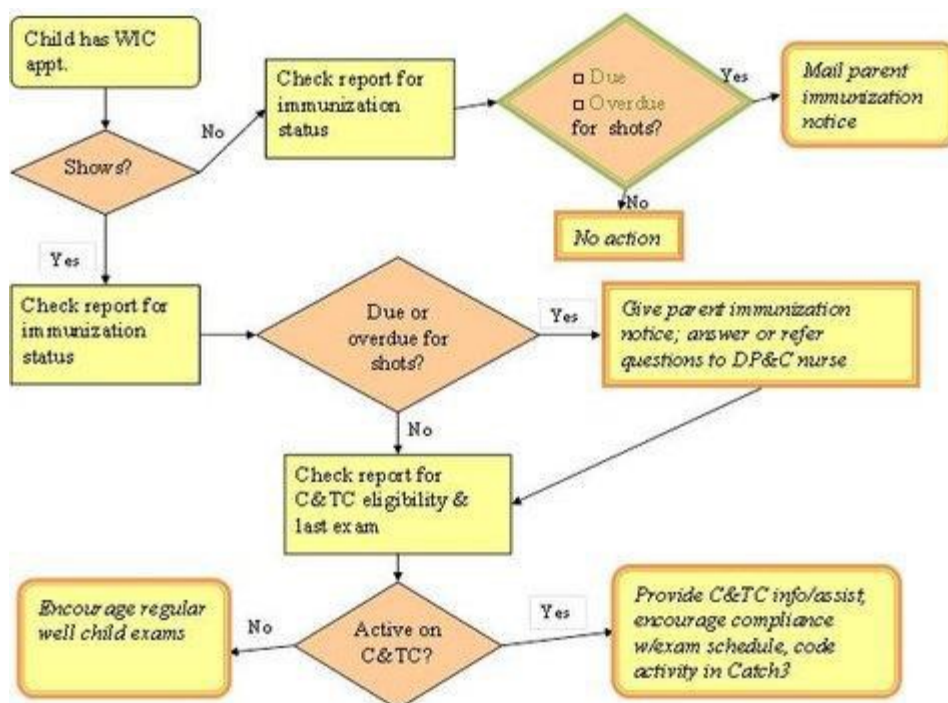 Child has WIC
appt.
Check report for
immunization
status
□ Due
□ Overdue
for shots?
Yes
Mail parent
immunization
notice
No
Shows?
No
No action
Yes
Check report for
immunization
status
Due or
overdue for
shots?
Yes
Give parent immunization
notice; answer or refer
questions to DP&C nurse
No
Check report for
C&TC eligibility &
last exam
Encourage regular
well child exams
No
Active on
C&TC?
Yes
Provide C&TC info/assist,
encourage compliance
w/exam schedule, code
activity in Catch3